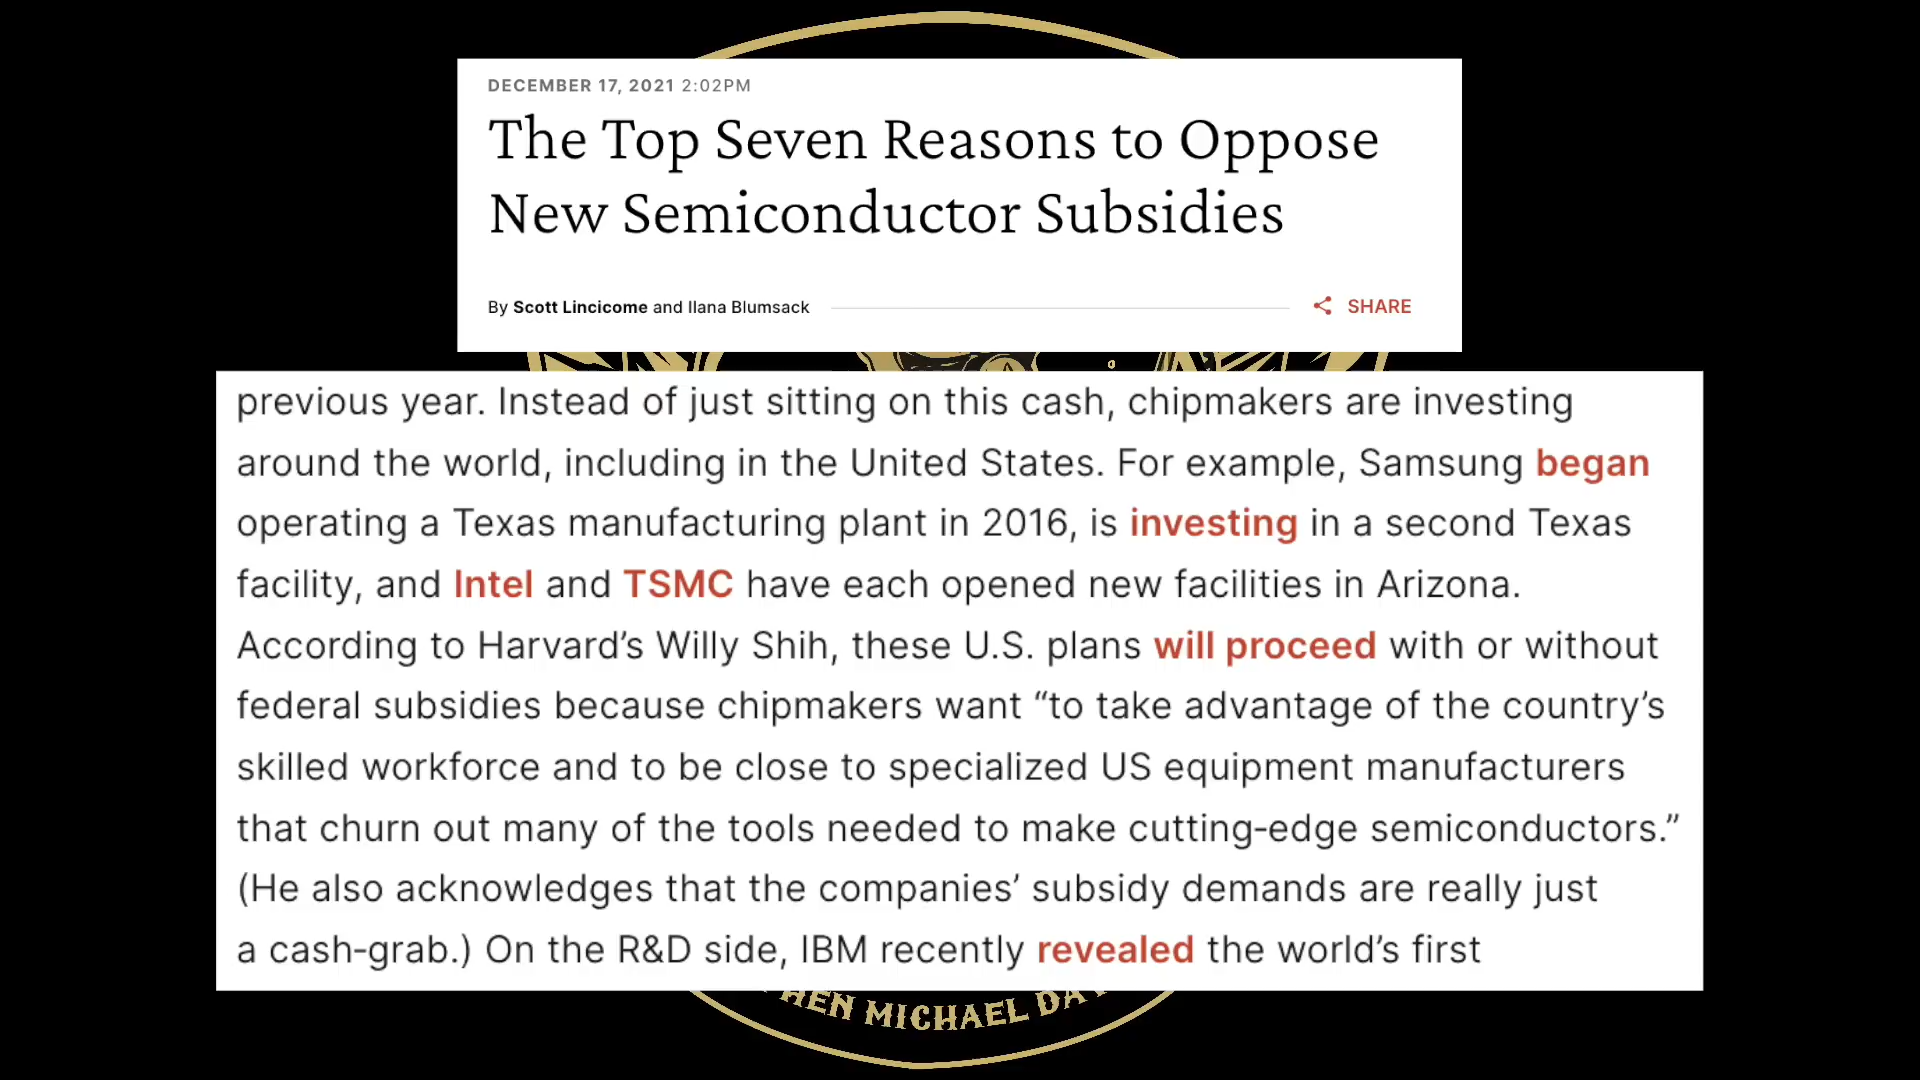 DECEMBER 17, 2021 2:02PM
The Top Seven Reasons to Oppose
New Semiconductor Subsidies
By Scott Lincicome and Ilana Blumsack
SHARE
previous year. Instead of just sitting on this cash, chipmakers are investing
around the world, including in the United States. For example, Samsung began
operating a Texas manufacturing plant in 2016, is investing in a second Texas
facility, and Intel and TSMC have each opened new facilities in Arizona.
According to Harvard’s Willy Shih, these U.S. plans will proceed with or without
federal subsidies because chipmakers want “to take advantage of the country’s
skilled workforce and to be close to specialized US equipment manufacturers
that churn out many of the tools needed to make cutting-edge semiconductors.”
(He also acknowledges that the companies’ subsidy demands are really just
a cash-grab.) On the R&D side, IBM recently revealed the world’s first
MICHAEL